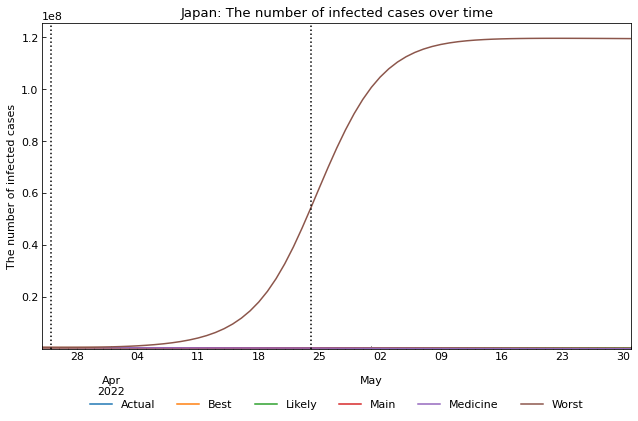 Japan: The number of infected cases over time
1e8
The number of infected cases
1.2
1.0
0.8
0.6
0.4
0.2
28 04 11 18 25 02 09 16 23 30
Apr May
2022
Actual Best Likely Main Medicine Worst